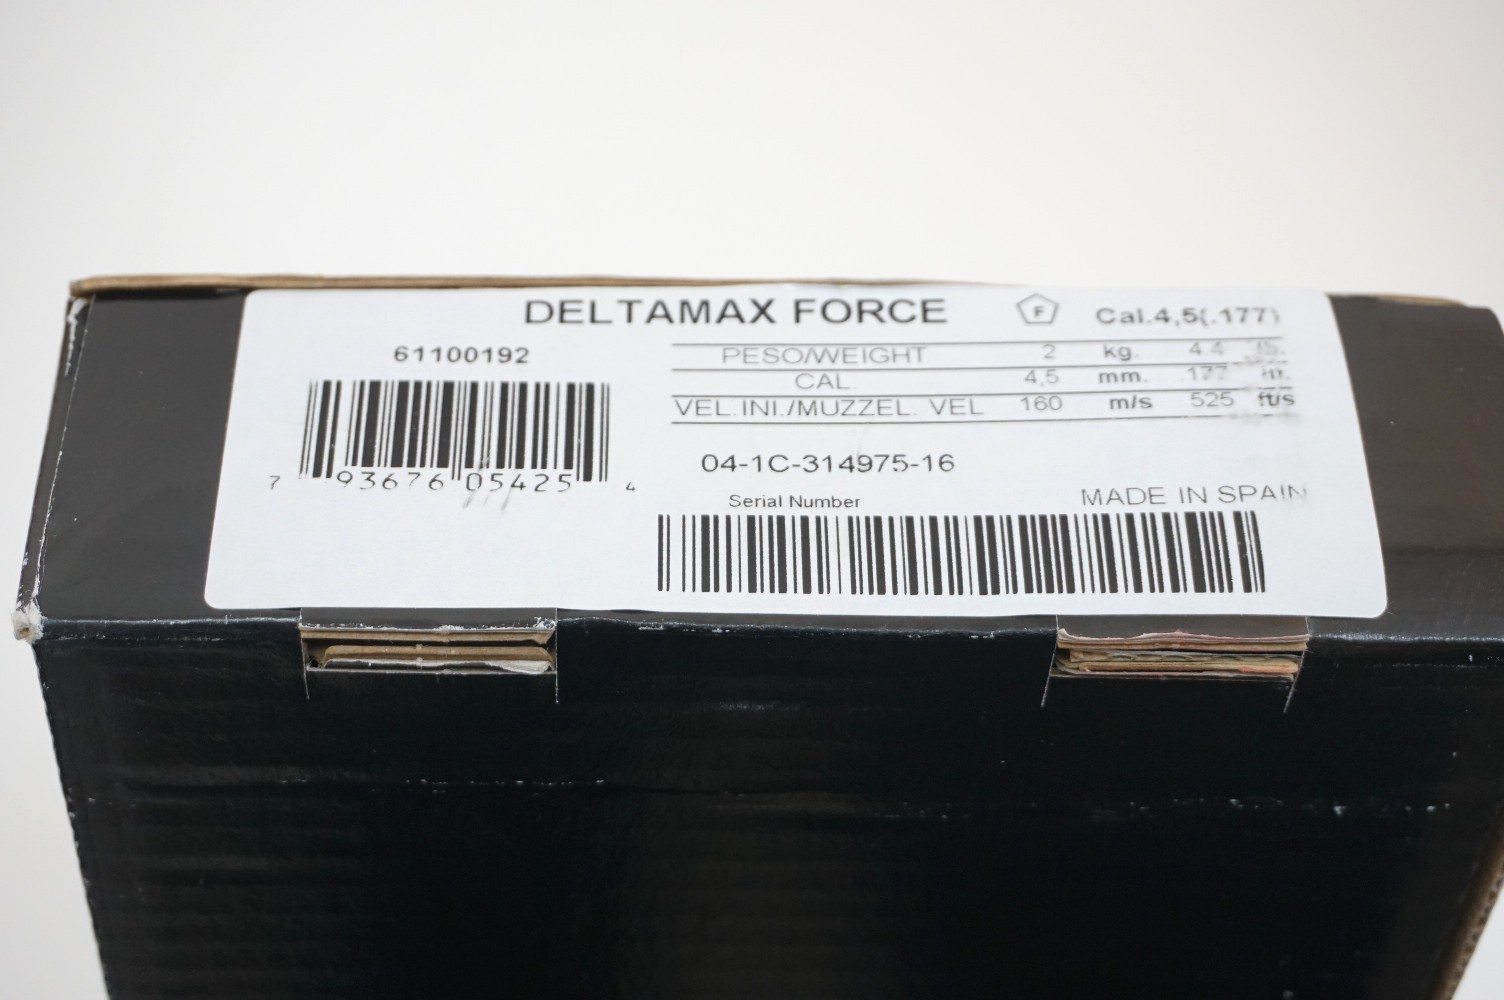 DELTAMAX FORCE F Cal.4,5(.177)
61100192
PESO/WEIGHT 2 kg. 4.4 lb.
CAL. 4,5 mm. .177 in.
VEL.INI./MUZZEL. VEL 160 m/s 525 ft/s
7 93676 05425 4
04-1C-314975-16
Serial Number
MADE IN SPAIN